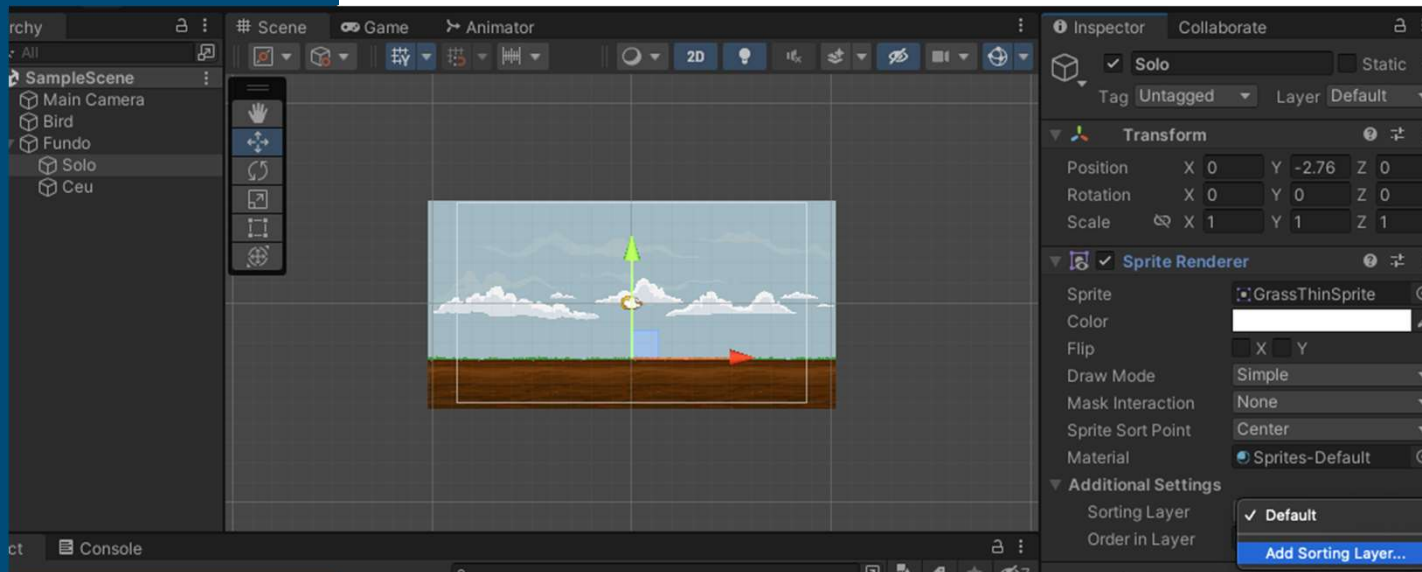 rchy
Scene
Game
Animator
Inspector
Collaborate
All
2D
Solo
Static
SampleScene
Tag Untagged
Layer Default
Main Camera
Bird
Fundo
Solo
Ceu
Transform
Position X 0 Y -2.76 Z 0
Rotation X 0 Y 0 Z 0
Scale X 1 Y 1 Z 1
Sprite Renderer
Sprite GrassThinSprite
Color
Flip X Y
Draw Mode Simple
Mask Interaction None
Sprite Sort Point Center
Material Sprites-Default
Additional Settings
Sorting Layer Default
Order in Layer
Add Sorting Layer...
ct
Console